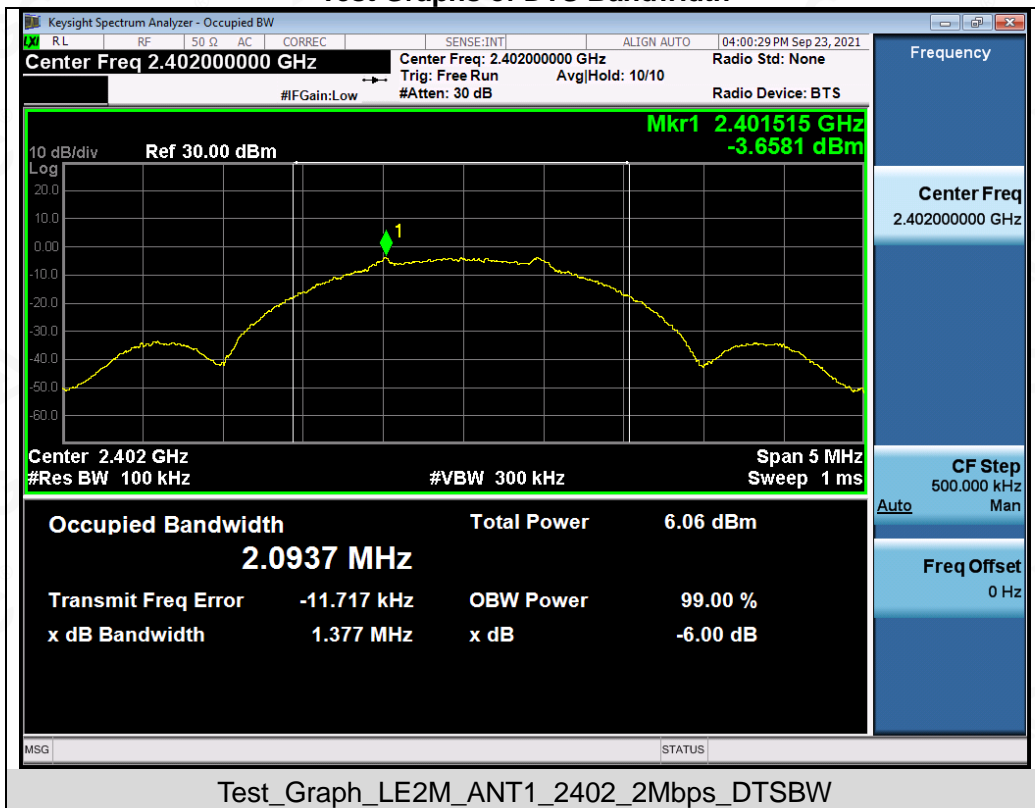 Test Graphs of DTS Bandwidth
Keysight Spectrum Analyzer - Occupied BW
LXI RL RF 50 Ω AC CORREC SENSE:INT ALIGN AUTO 04:00:29 PM Sep 23, 2021
Center Freq 2.402000000 GHz Center Freq: 2.402000000 GHz Radio Std: None
Trig: Free Run Avg|Hold: 10/10
#IFGain:Low #Atten: 30 dB Radio Device: BTS
Frequency
Mkr1 2.401515 GHz
-3.6581 dBm
10 dB/div Ref 30.00 dBm
Log
20.0
10.0
0.00
-10.0
-20.0
-30.0
-40.0
-50.0
-60.0
1
Center 2.402 GHz Span 5 MHz
#Res BW 100 kHz #VBW 300 kHz Sweep 1 ms
Center Freq
2.402000000 GHz
CF Step
500.000 kHz
Auto Man
Freq Offset
0 Hz
Occupied Bandwidth Total Power 6.06 dBm
2.0937 MHz
Transmit Freq Error -11.717 kHz OBW Power 99.00 %
x dB Bandwidth 1.377 MHz x dB -6.00 dB
MSG STATUS
Test_Graph_LE2M_ANT1_2402_2Mbps_DTSBW